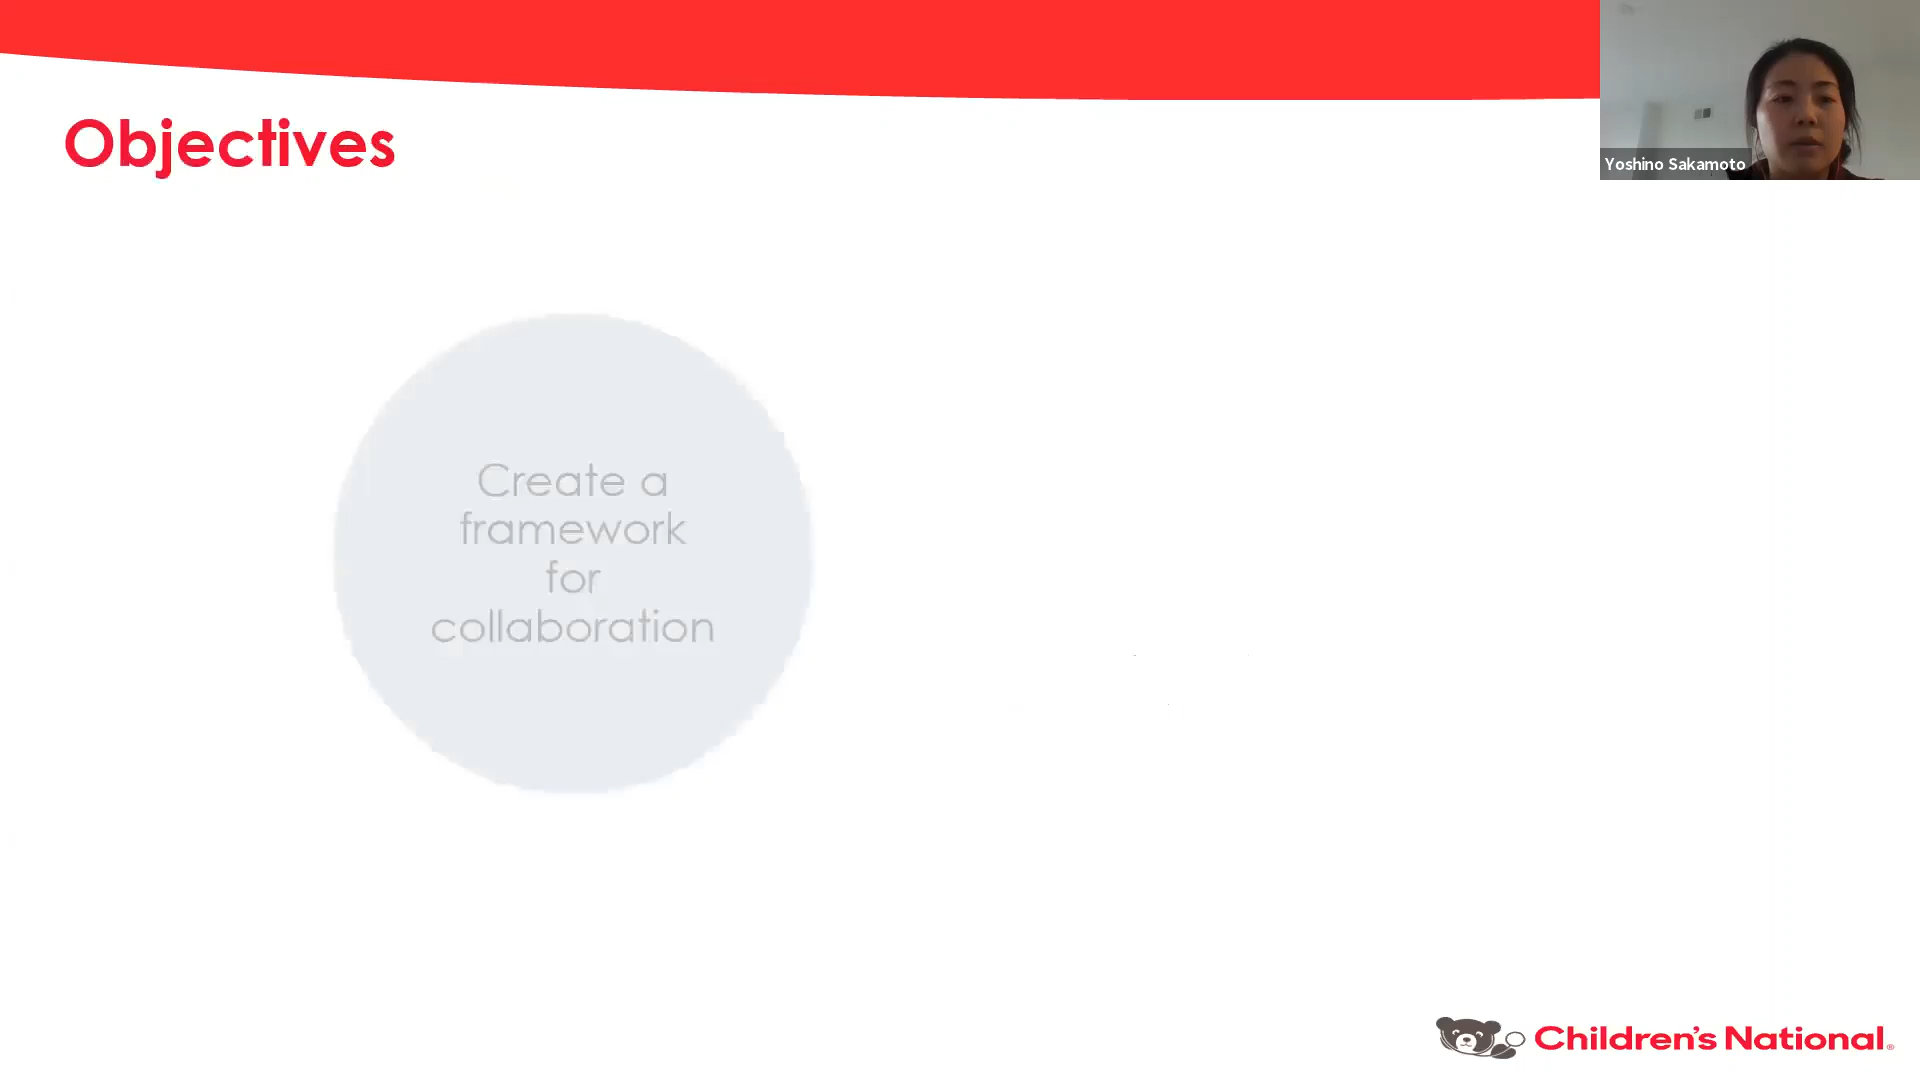 Objectives
Yoshino Sakamoto
Create a
framework
for
collaboration
Children's National®